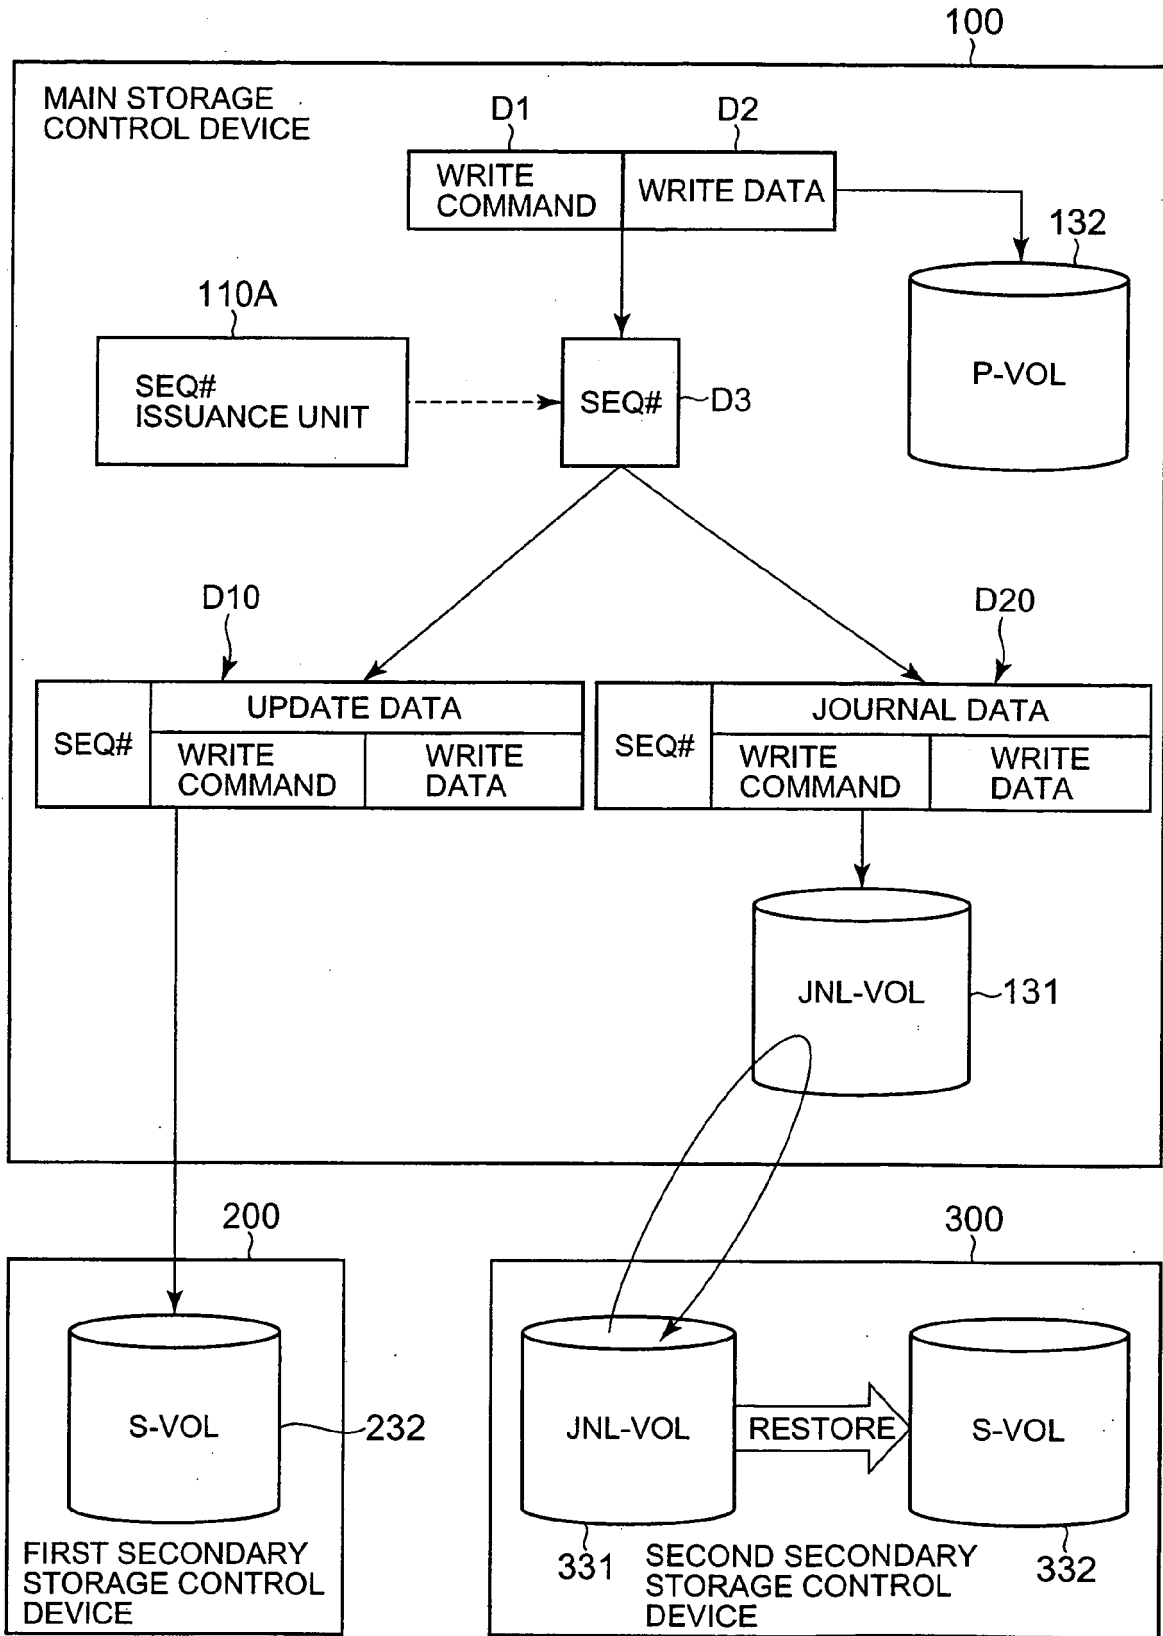 100
MAIN STORAGE
CONTROL DEVICE
D1
D2
WRITE
COMMAND
WRITE DATA
132
110A
SEQ#
ISSUANCE UNIT
SEQ#
D3
P-VOL
D10
D20
SEQ#
UPDATE DATA
WRITE
COMMAND
WRITE
DATA
SEQ#
JOURNAL DATA
WRITE
COMMAND
WRITE
DATA
JNL-VOL
131
200
300
S-VOL
232
JNL-VOL
RESTORE
S-VOL
FIRST SECONDARY
STORAGE CONTROL
DEVICE
331
SECOND SECONDARY
STORAGE CONTROL
DEVICE
332